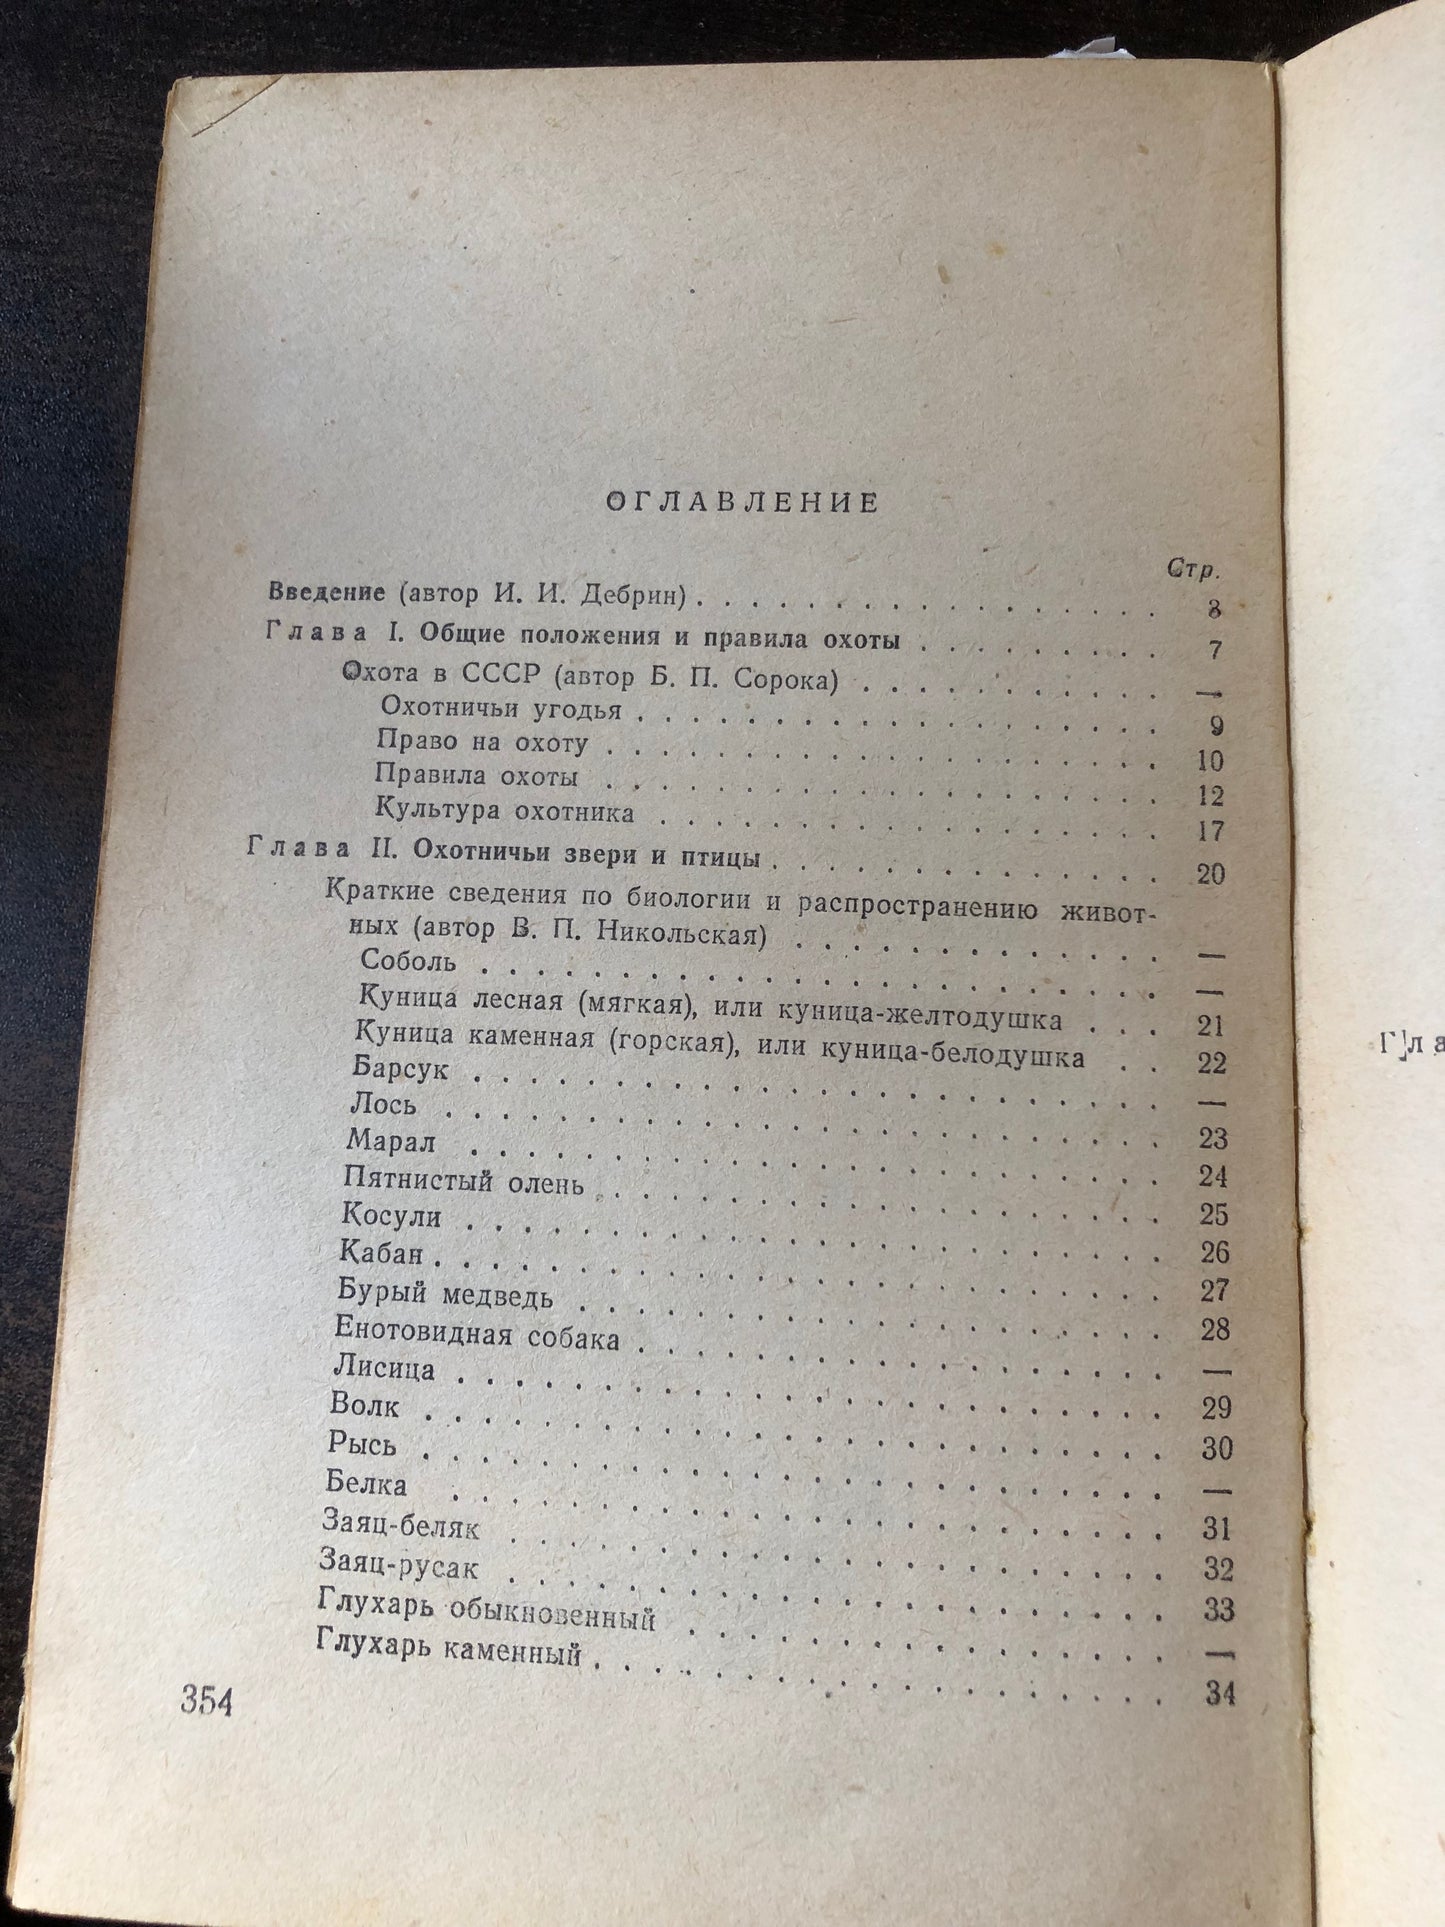 ОГЛАВЛЕНИЕ
Стр.
Введение (автор И. И. Дебрин) . . . . . . . . . . . . . . . . . 3
Глава I. Общие положения и правила охоты . . . . . . . . . 7
Охота в СССР (автор Б. П. Сорока) . . . . . . . . . . . —
Охотничьи угодья . . . . . . . . . . . . . . . . . . . 9
Право на охоту . . . . . . . . . . . . . . . . . . . . 10
Правила охоты . . . . . . . . . . . . . . . . . . . . 12
Культура охотника . . . . . . . . . . . . . . . . . . 17
Глава II. Охотничьи звери и птицы . . . . . . . . . . . . . . 20
Краткие сведения по биологии и распространению живот-
ных (автор В. П. Никольская) . . . . . . . . . . . . . —
Соболь . . . . . . . . . . . . . . . . . . . . . . . . —
Куница лесная (мягкая), или куница-желтодушка . . . 21
Куница каменная (горская), или куница-белодушка . . 22
Барсук . . . . . . . . . . . . . . . . . . . . . . . . —
Лось . . . . . . . . . . . . . . . . . . . . . . . . . 23
Марал . . . . . . . . . . . . . . . . . . . . . . . . 24
Пятнистый олень . . . . . . . . . . . . . . . . . . . 25
Косули . . . . . . . . . . . . . . . . . . . . . . . . 26
Кабан . . . . . . . . . . . . . . . . . . . . . . . . . 27
Бурый медведь . . . . . . . . . . . . . . . . . . . . 28
Енотовидная собака . . . . . . . . . . . . . . . . . . —
Лисица . . . . . . . . . . . . . . . . . . . . . . . . 29
Волк . . . . . . . . . . . . . . . . . . . . . . . . . 30
Рысь . . . . . . . . . . . . . . . . . . . . . . . . . —
Белка . . . . . . . . . . . . . . . . . . . . . . . . 31
Заяц-беляк . . . . . . . . . . . . . . . . . . . . . . 32
Заяц-русак . . . . . . . . . . . . . . . . . . . . . . 33
Глухарь обыкновенный . . . . . . . . . . . . . . . . —
Глухарь каменный . . . . . . . . . . . . . . . . . . . 34
354